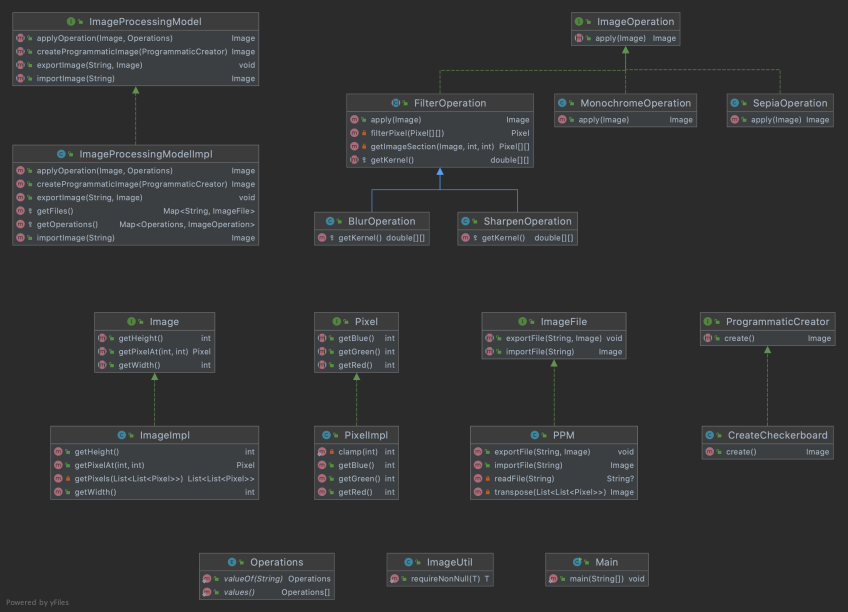 ImageProcessingModel
applyOperation(Image, Operations) Image
createProgrammaticImage(ProgrammaticCreator) Image
exportImage(String, Image) void
importImage(String) Image
ImageOperation
apply(Image) Image
FilterOperation
apply(Image) Image
filterPixel(Pixel[][]) Pixel
getImageSection(Image, int, int) Pixel[][]
getKernel() double[][]
MonochromeOperation
apply(Image) Image
SepiaOperation
apply(Image) Image
ImageProcessingModelImpl
applyOperation(Image, Operations) Image
createProgrammaticImage(ProgrammaticCreator) Image
exportImage(String, Image) void
getFiles() Map<String, ImageFile>
getOperations() Map<Operations, ImageOperation>
importImage(String) Image
BlurOperation
getKernel() double[][]
SharpenOperation
getKernel() double[][]
Image
getHeight() int
getPixelAt(int, int) Pixel
getWidth() int
Pixel
getBlue() int
getGreen() int
getRed() int
ImageFile
exportFile(String, Image) void
importFile(String) Image
ProgrammaticCreator
create() Image
ImageImpl
getHeight() int
getPixelAt(int, int) Pixel
getPixels(List<List<Pixel>>) List<List<Pixel>>
getWidth() int
PixelImpl
clamp(int) int
getBlue() int
getGreen() int
getRed() int
PPM
exportFile(String, Image) void
importFile(String) Image
readFile(String) String?
transpose(List<List<Pixel>>) Image
CreateCheckerboard
create() Image
Operations
valueOf(String) Operations
values() Operations[]
ImageUtil
requireNonNull(T) T
Main
main(String[]) void
Powered by yFiles